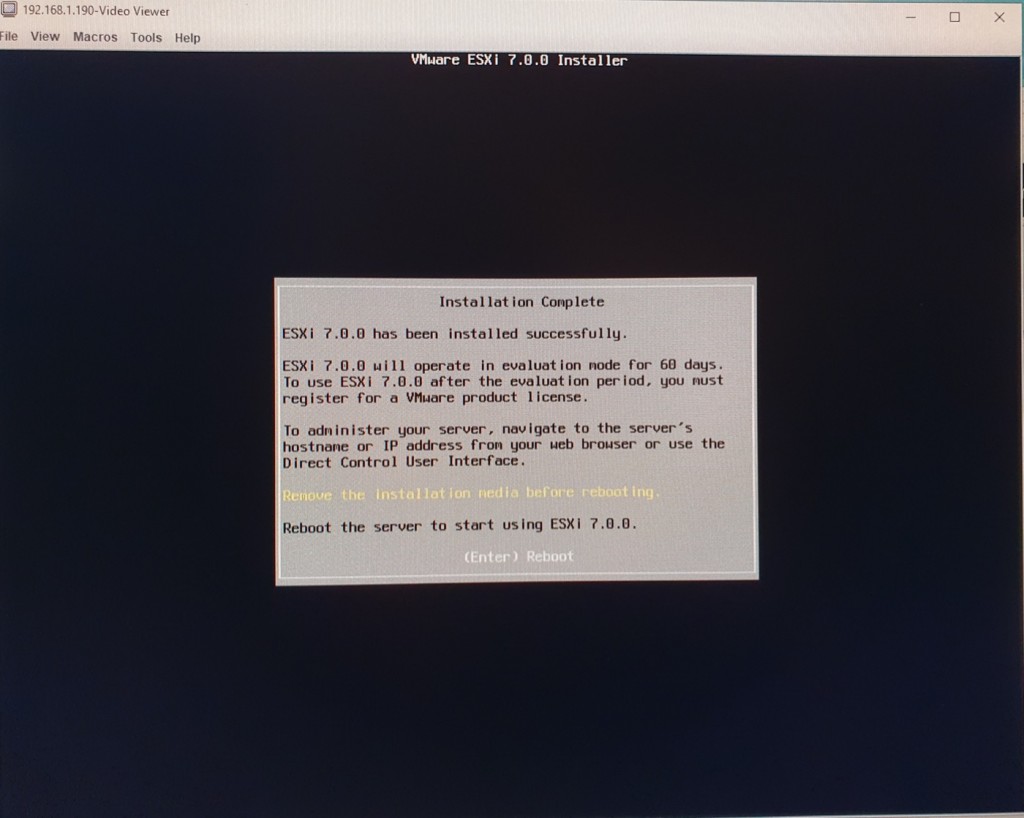 192.168.1.190-Video Viewer
File View Macros Tools Help
VMware ESXi 7.0.0 Installer
Installation Complete
ESXi 7.0.0 has been installed successfully.
ESXi 7.0.0 will operate in evaluation mode for 60 days.
To use ESXi 7.0.0 after the evaluation period, you must
register for a VMware product license.
To administer your server, navigate to the server's
hostname or IP address from your web browser or use the
Direct Control User Interface.
Remove the installation media before rebooting.
Reboot the server to start using ESXi 7.0.0.
(Enter) Reboot